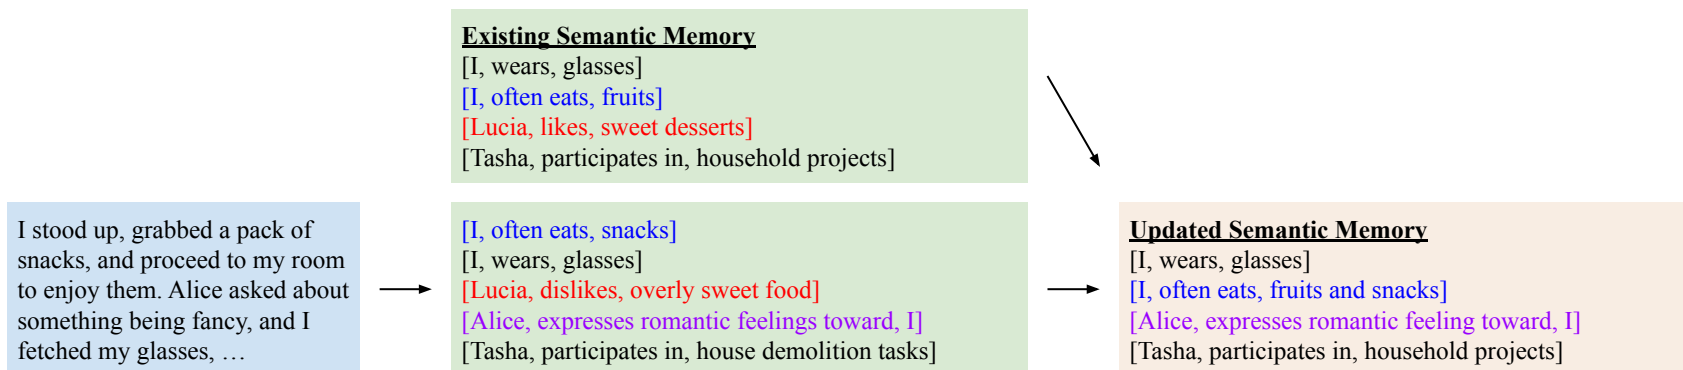 Existing Semantic Memory
[I, wears, glasses]
[I, often eats, fruits]
[Lucia, likes, sweet desserts]
[Tasha, participates in, household projects]
I stood up, grabbed a pack of
snacks, and proceed to my room
to enjoy them. Alice asked about
something being fancy, and I
fetched my glasses, …
[I, often eats, snacks]
[I, wears, glasses]
[Lucia, dislikes, overly sweet food]
[Alice, expresses romantic feelings toward, I]
[Tasha, participates in, house demolition tasks]
Updated Semantic Memory
[I, wears, glasses]
[I, often eats, fruits and snacks]
[Alice, expresses romantic feeling toward, I]
[Tasha, participates in, household projects]